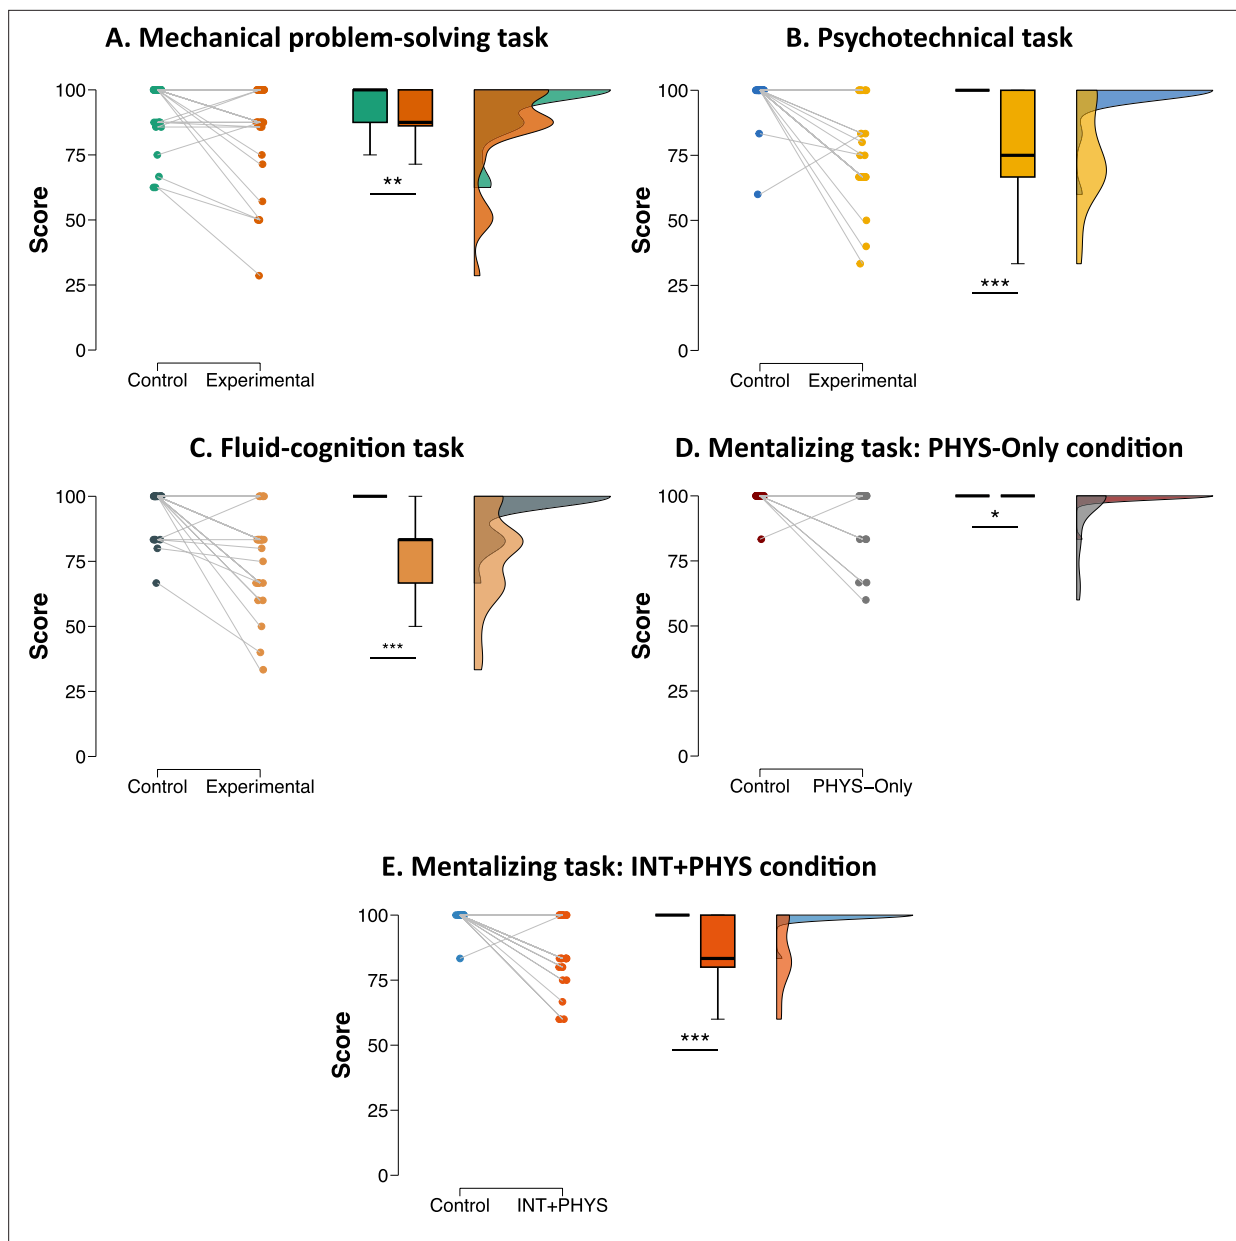 A. Mechanical problem-solving task
B. Psychotechnical task
100
75
50
25
0
Score
Control
Experimental
**
100
75
50
25
0
Score
Control
Experimental
***
C. Fluid-cognition task
D. Mentalizing task: PHYS-Only condition
100
75
50
25
0
Score
Control
Experimental
***
100
75
50
25
0
Score
Control
PHYS–Only
*
E. Mentalizing task: INT+PHYS condition
100
75
50
25
0
Score
Control
INT+PHYS
***